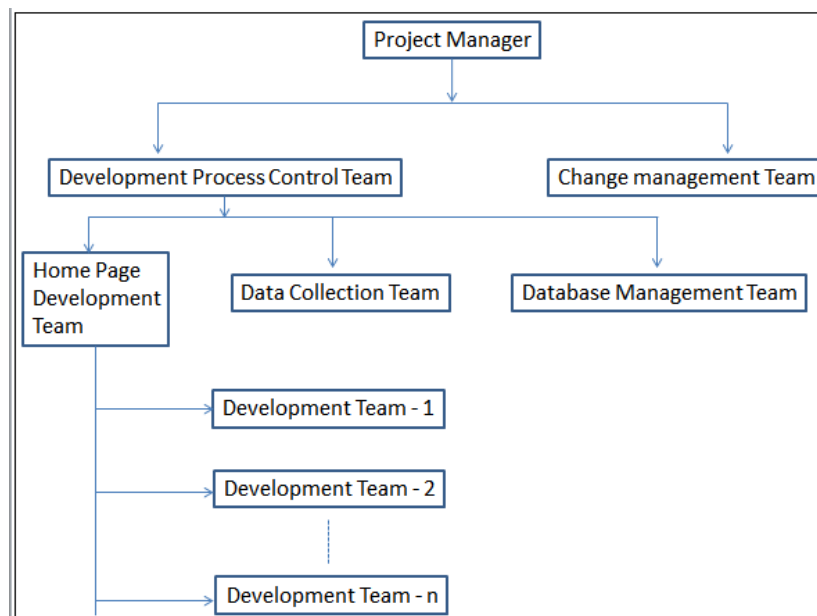 Project Manager
Development Process Control Team
Change management Team
Home Page
Development
Team
Data Collection Team
Database Management Team
Development Team - 1
Development Team - 2
Development Team - n